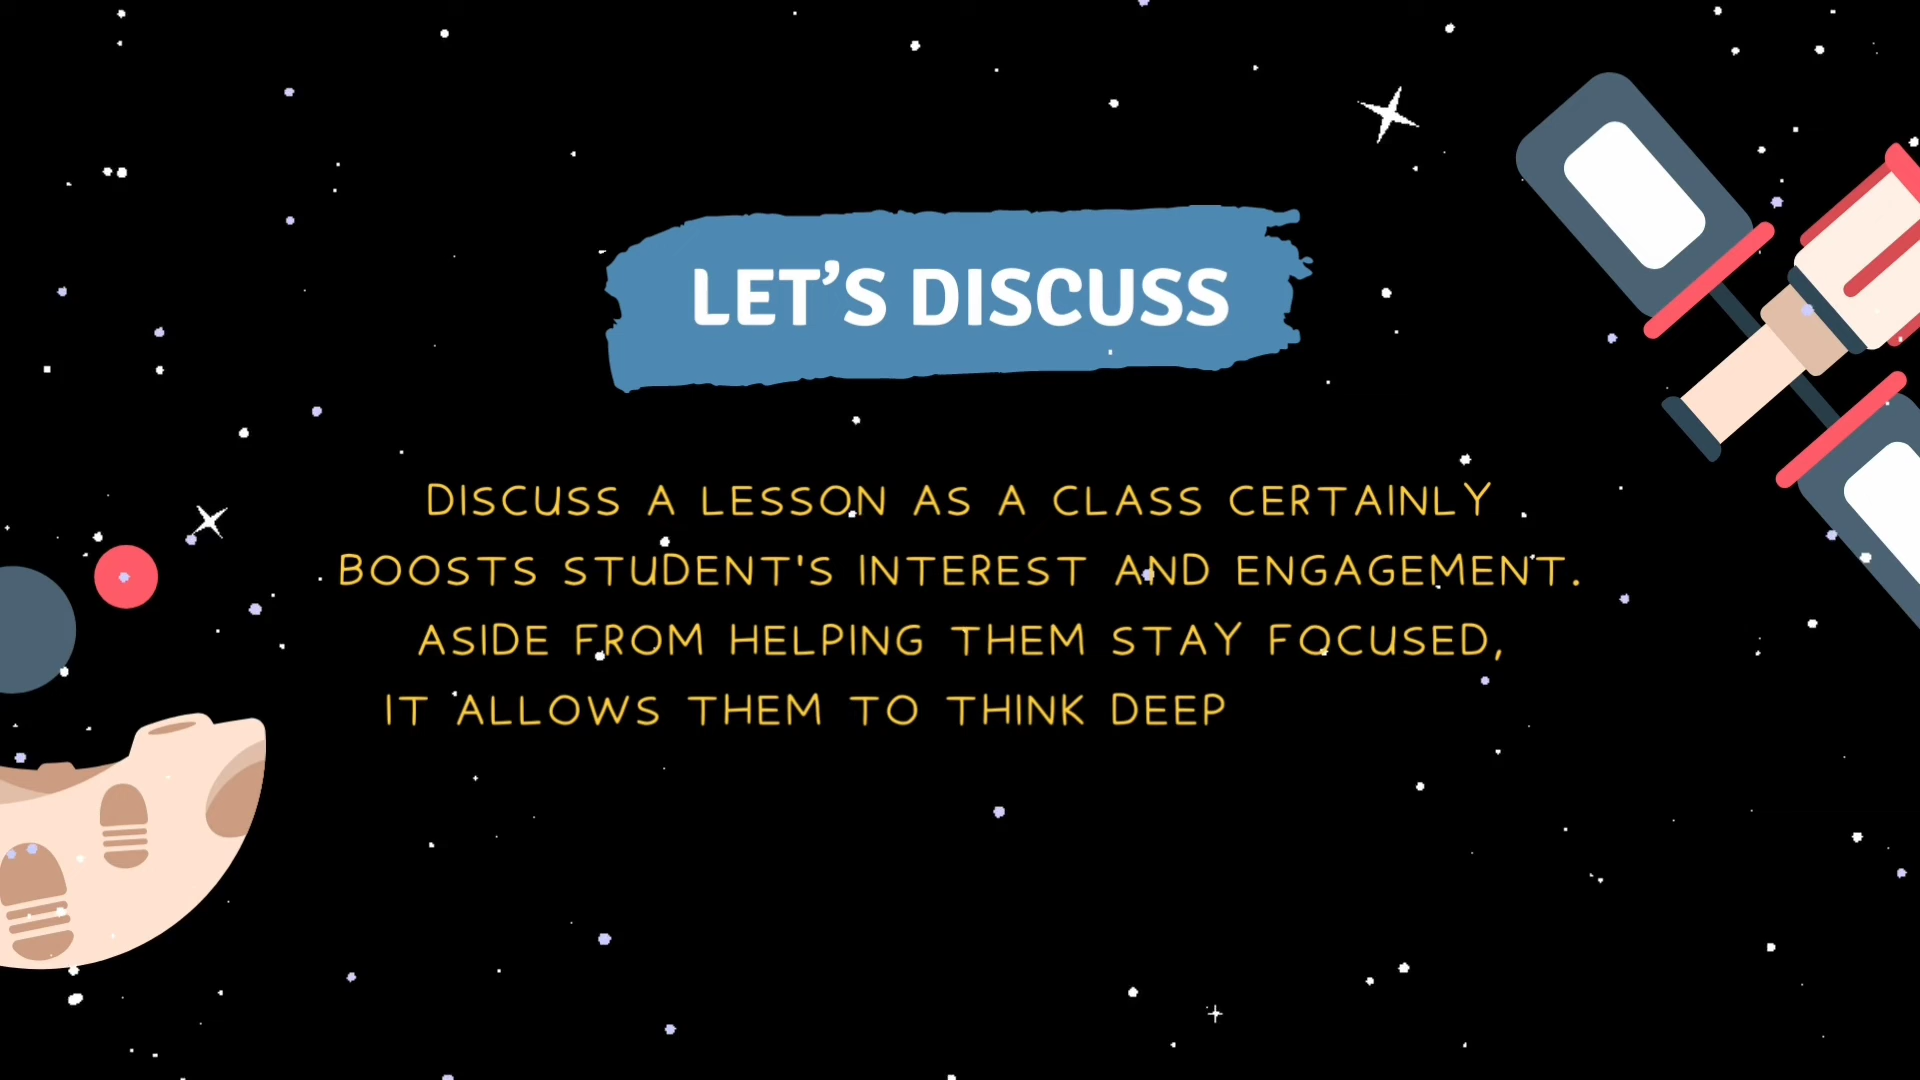 LET’S DISCUSS
DISCUSS A LESSON AS A CLASS CERTAINLY
BOOSTS STUDENT'S INTEREST AND ENGAGEMENT.
ASIDE FROM HELPING THEM STAY FOCUSED,
IT ALLOWS THEM TO THINK DEEP